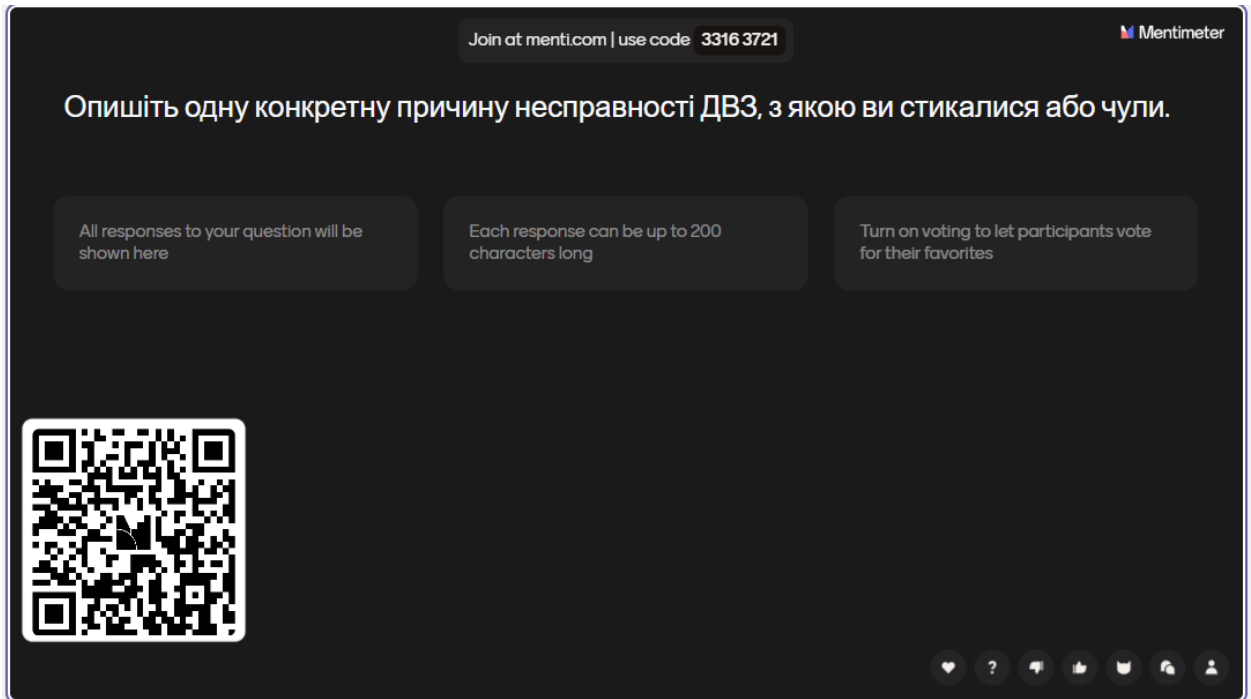 Join at menti.com | use code 3316 3721
Mentimeter
Опишіть одну конкретну причину несправності ДВЗ, з якою ви стикалися або чули.
All responses to your question will be
shown here
Each response can be up to 200
characters long
Turn on voting to let participants vote
for their favorites
?